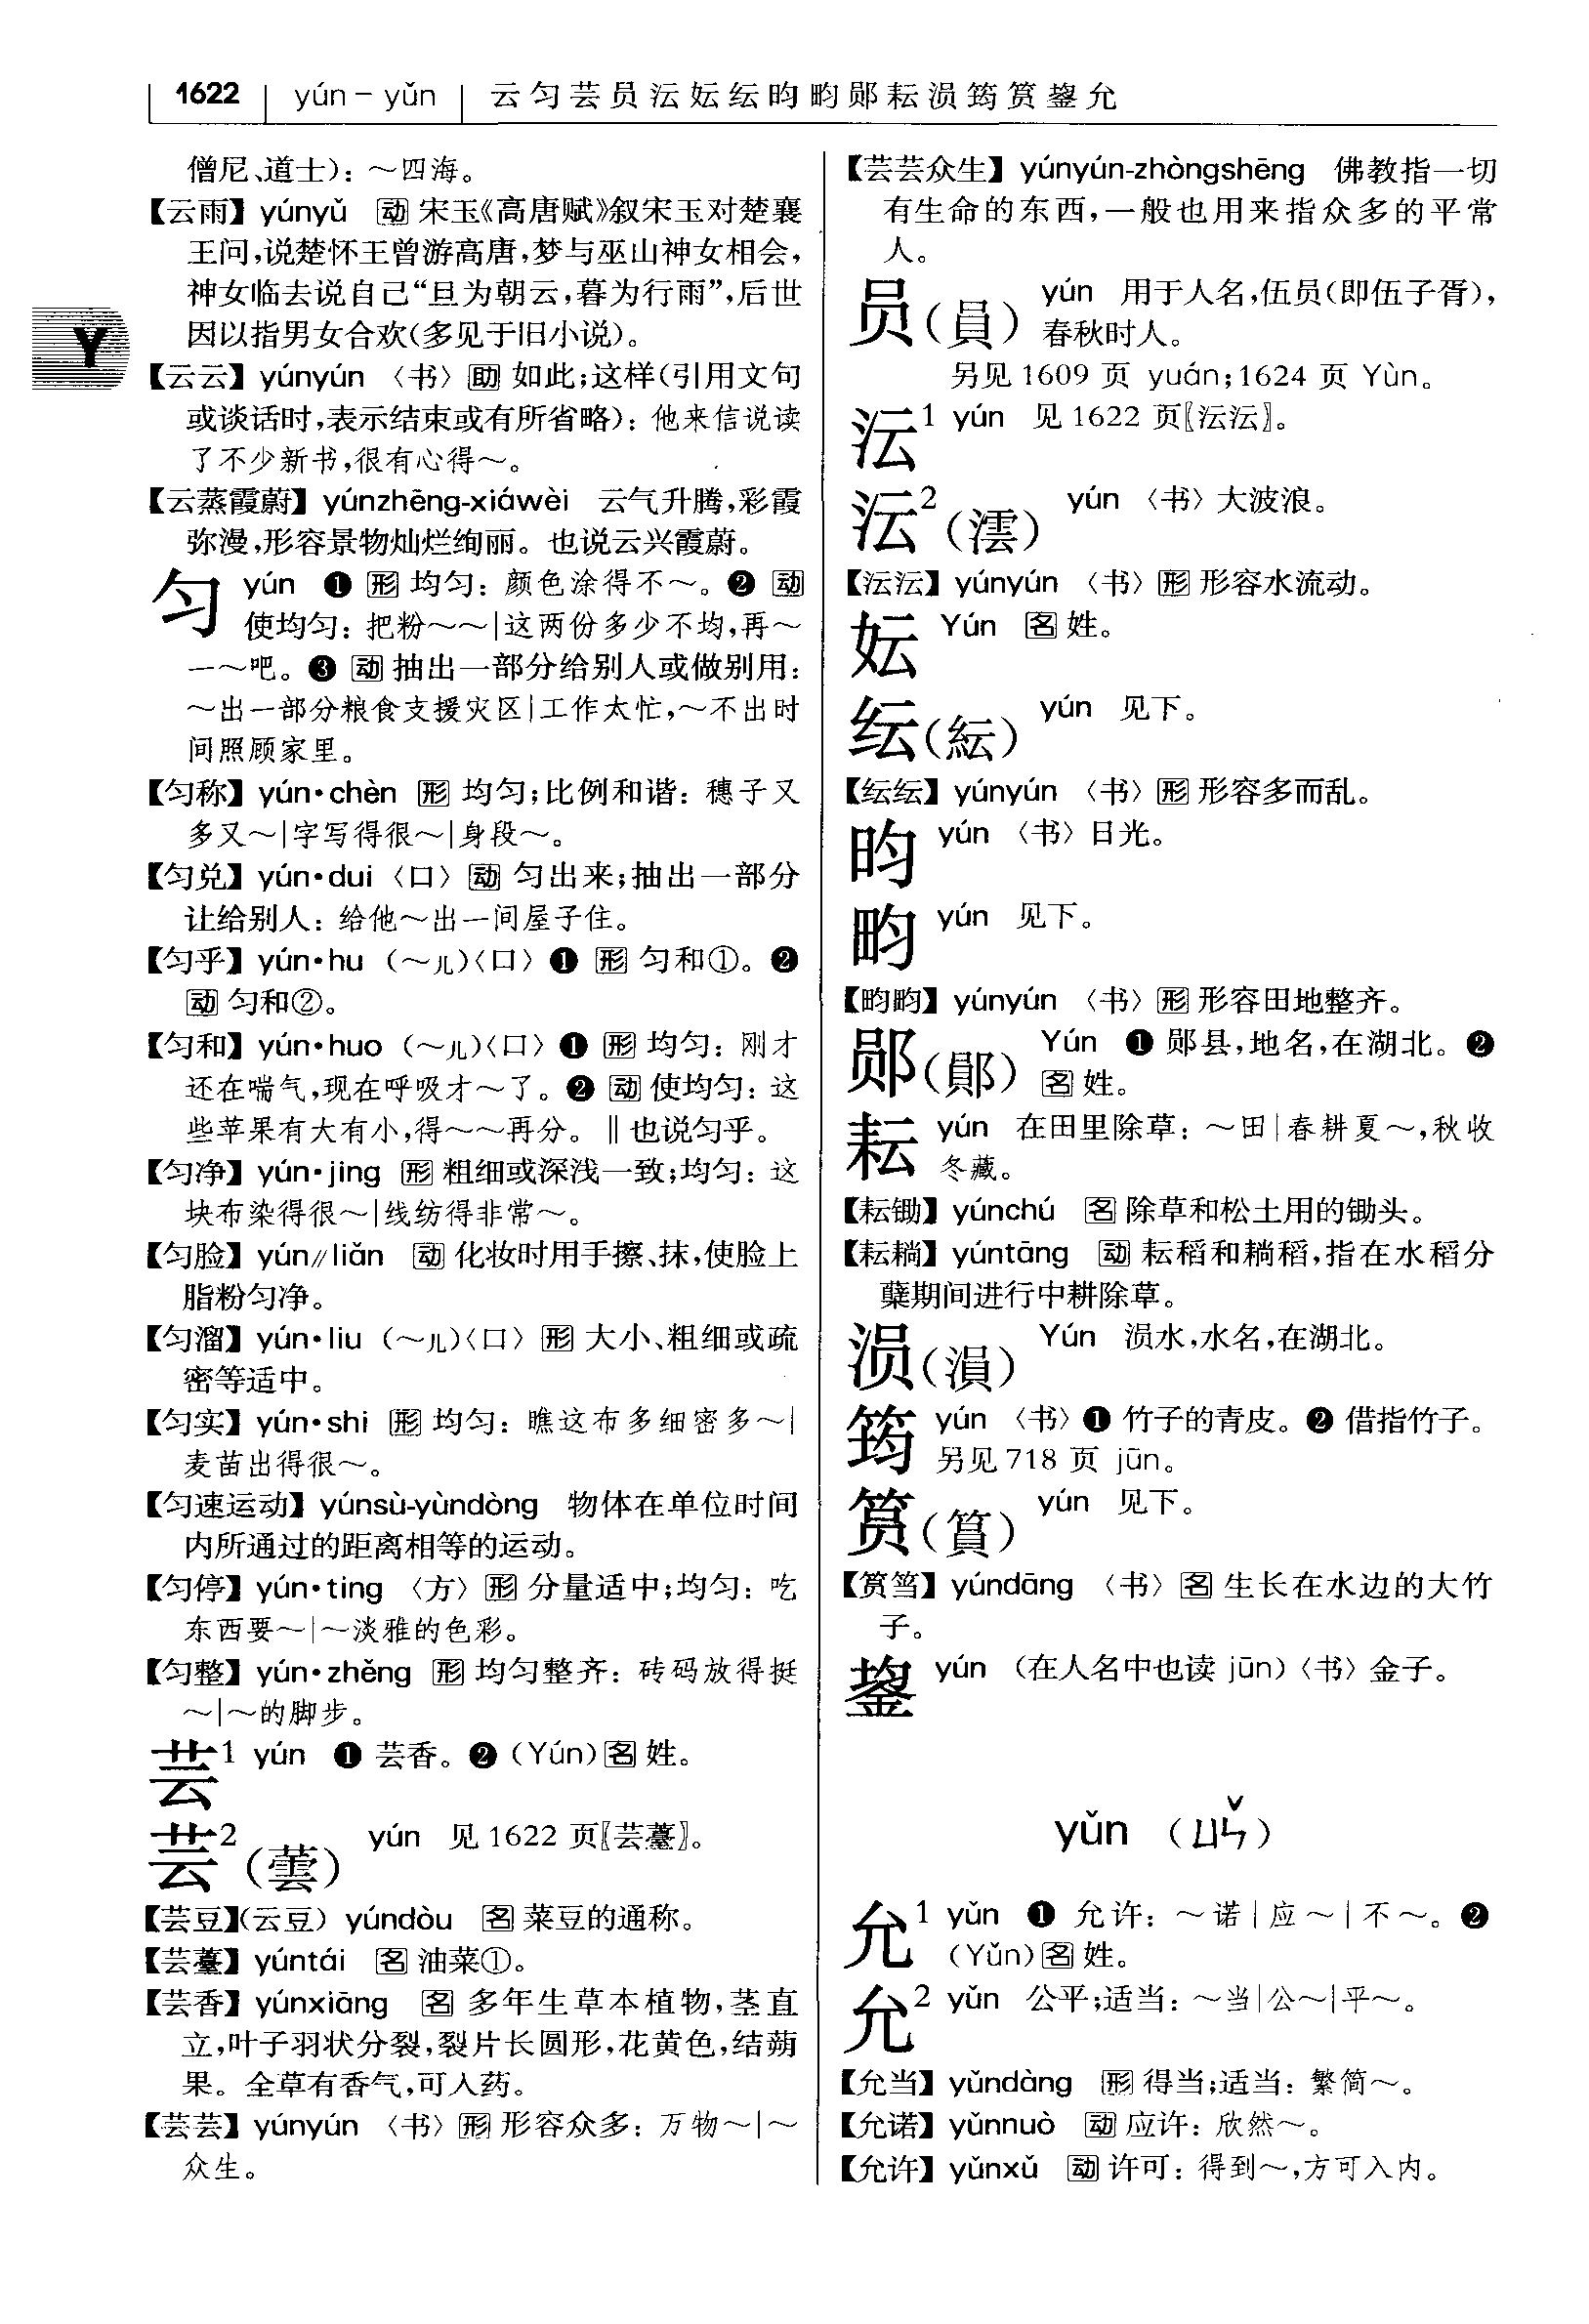 1622 yún－yǔn 云匀芸员沄妘纭昀畇郧耘涢筠筼鋆允
Y
僧尼、道士)：～四海。
【云雨】 yúnyǔ 动 宋玉《高唐赋》叙宋玉对楚襄
王问，说楚怀王曾游高唐，梦与巫山神女相会，
神女临去说自己“旦为朝云，暮为行雨”，后世
因以指男女合欢(多见于旧小说)。
【云云】 yúnyún 〈书〉助 如此；这样(引用文句
或谈话时，表示结束或有所省略)：他来信说读
了不少新书，很有心得～。
【云蒸霞蔚】 yúnzhēng-xiáwèi 云气升腾，彩霞
弥漫，形容景物灿烂绚丽。也说云兴霞蔚。
匀 yún ❶ 形 均匀：颜色涂得不～。❷ 动
使均匀：把粉～～|这两份多少不均，再～
一～吧。❸ 动 抽出一部分给别人或做别用：
～出一部分粮食支援灾区|工作太忙，～不出时
间照顾家里。
【匀称】 yún•chèn 形 均匀；比例和谐：穗子又
多又～|字写得很～|身段～。
【匀兑】 yún•dui 〈口〉动 匀出来；抽出一部分
让给别人：给他～出一间屋子住。
【匀乎】 yún•hu (～儿)〈口〉❶ 形 匀和①。❷
动 匀和②。
【匀和】 yún•huo (～儿)〈口〉❶ 形 均匀：刚才
还在喘气，现在呼吸才～了。❷ 动 使均匀：这
些苹果有大有小，得～～再分。‖也说匀乎。
【匀净】 yún•jing 形 粗细或深浅一致；均匀：这
块布染得很～|线纺得非常～。
【匀脸】 yún∥liǎn 动 化妆时用手擦、抹，使脸上
脂粉匀净。
【匀溜】 yún•liu (～儿)〈口〉形 大小、粗细或疏
密等适中。
【匀实】 yún•shi 形 均匀：瞧这布多细密多～|
麦苗出得很～。
【匀速运动】 yúnsù-yùndòng 物体在单位时间
内所通过的距离相等的运动。
【匀停】 yún•ting 〈方〉形 分量适中；均匀：吃
东西要～|～淡雅的色彩。
【匀整】 yún•zhěng 形 均匀整齐：砖码放得挺
～|～的脚步。
芸1 yún ❶ 芸香。❷ (Yún)名 姓。
芸2(蕓) yún 见 1622 页〖芸薹〗。
【芸豆】(云豆) yúndòu 名 菜豆的通称。
【芸薹】 yúntái 名 油菜①。
【芸香】 yúnxiāng 名 多年生草本植物，茎直
立，叶子羽状分裂，裂片长圆形，花黄色，结蒴
果。全草有香气，可入药。
【芸芸】 yúnyún 〈书〉形 形容众多：万物～|～
众生。
【芸芸众生】 yúnyún-zhòngshēng 佛教指一切
有生命的东西，一般也用来指众多的平常
人。
员(員) yún 用于人名，伍员(即伍子胥)，
春秋时人。
另见 1609 页 yuán；1624 页 Yùn。
沄1 yún 见 1622 页〖沄沄〗。
沄2(澐) yún 〈书〉大波浪。
【沄沄】 yúnyún 〈书〉形 形容水流动。
妘 Yún 名 姓。
纭(紜) yún 见下。
【纭纭】 yúnyún 〈书〉形 形容多而乱。
昀 yún 〈书〉日光。
畇 yún 见下。
【畇畇】 yúnyún 〈书〉形 形容田地整齐。
郧(鄖) Yún ❶ 郧县，地名，在湖北。❷
名 姓。
耘 yún 在田里除草：～田|春耕夏～，秋收
冬藏。
【耘锄】 yúnchú 名 除草和松土用的锄头。
【耘耥】 yúntāng 动 耘稻和耥稻，指在水稻分
蘖期间进行中耕除草。
涢(溳) Yún 涢水，水名，在湖北。
筠 yún 〈书〉❶ 竹子的青皮。❷ 借指竹子。
另见 718 页 jūn。
筼(篔) yún 见下。
【筼筜】 yúndāng 〈书〉名 生长在水边的大竹
子。
鋆 yún (在人名中也读 jūn)〈书〉金子。
yǔn (ㄩㄣˇ)
允1 yǔn ❶ 允许：～诺|应～|不～。❷
(Yǔn)名 姓。
允2 yǔn 公平；适当：～当|公～|平～。
【允当】 yǔndàng 形 得当；适当：繁简～。
【允诺】 yǔnnuò 动 应许：欣然～。
【允许】 yǔnxǔ 动 许可：得到～，方可入内。